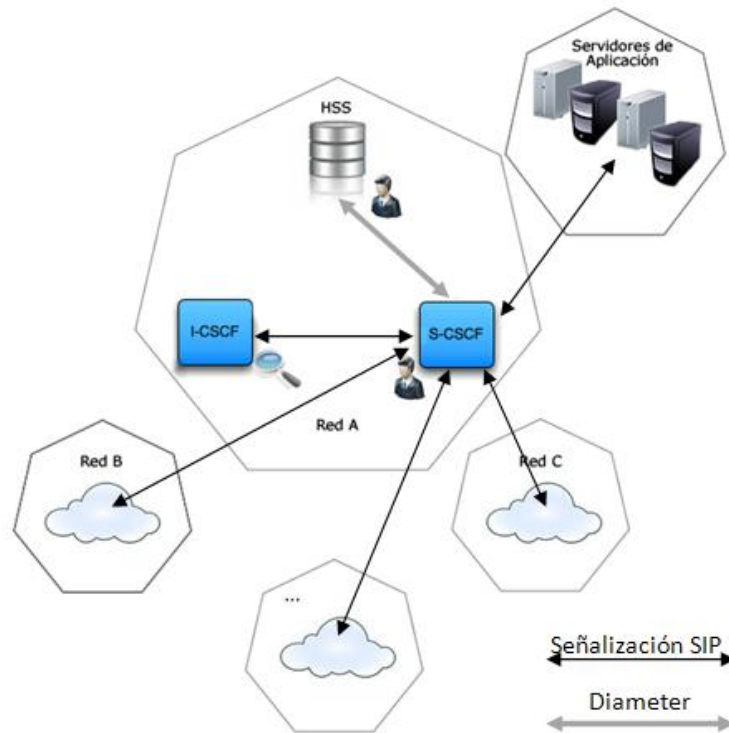 Servidores de
Aplicación
HSS
I-CSCF
S-CSCF
Red A
Red B
Red C
...
Señalización SIP
Diameter